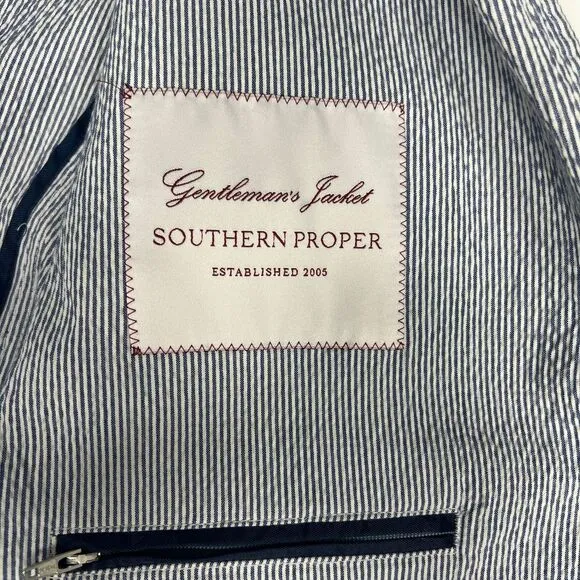 Gentleman's Jacket
SOUTHERN PROPER
ESTABLISHED 2005